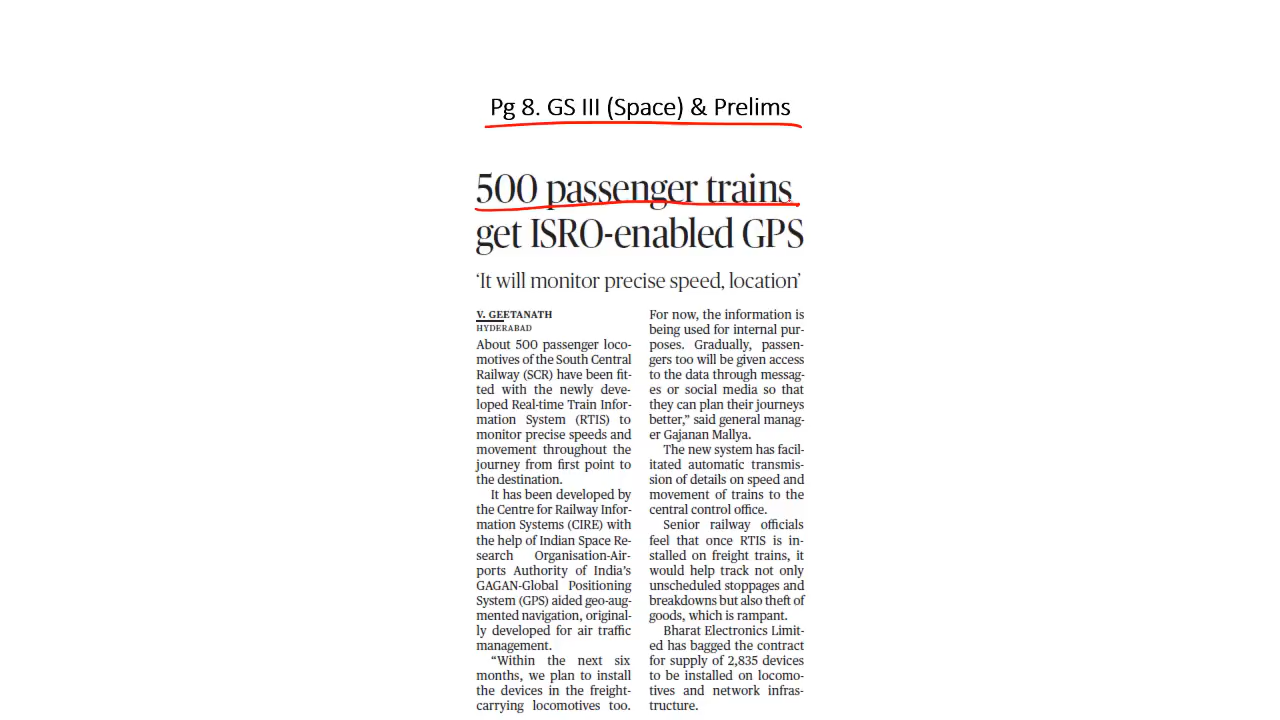 Pg 8. GS III (Space) & Prelims
500 passenger trains
get ISRO-enabled GPS
‘It will monitor precise speed, location’
V. GEETANATH
HYDERABAD
About 500 passenger loco-
motives of the South Central
Railway (SCR) have been fit-
ted with the newly deve-
loped Real-time Train Infor-
mation System (RTIS) to
monitor precise speeds and
movement throughout the
journey from first point to
the destination.
It has been developed by
the Centre for Railway Infor-
mation Systems (CIRE) with
the help of Indian Space Re-
search Organisation-Air-
ports Authority of India’s
GAGAN-Global Positioning
System (GPS) aided geo-aug-
mented navigation, original-
ly developed for air traffic
management.
“Within the next six
months, we plan to install
the devices in the freight-
carrying locomotives too.
For now, the information is
being used for internal pur-
poses. Gradually, passen-
gers too will be given access
to the data through messag-
es or social media so that
they can plan their journeys
better,” said general manag-
er Gajanan Mallya.
The new system has facil-
itated automatic transmis-
sion of details on speed and
movement of trains to the
central control office.
Senior railway officials
feel that once RTIS is in-
stalled on freight trains, it
would help track not only
unscheduled stoppages and
breakdowns but also theft of
goods, which is rampant.
Bharat Electronics Limit-
ed has bagged the contract
for supply of 2,835 devices
to be installed on locomo-
tives and network infras-
tructure.